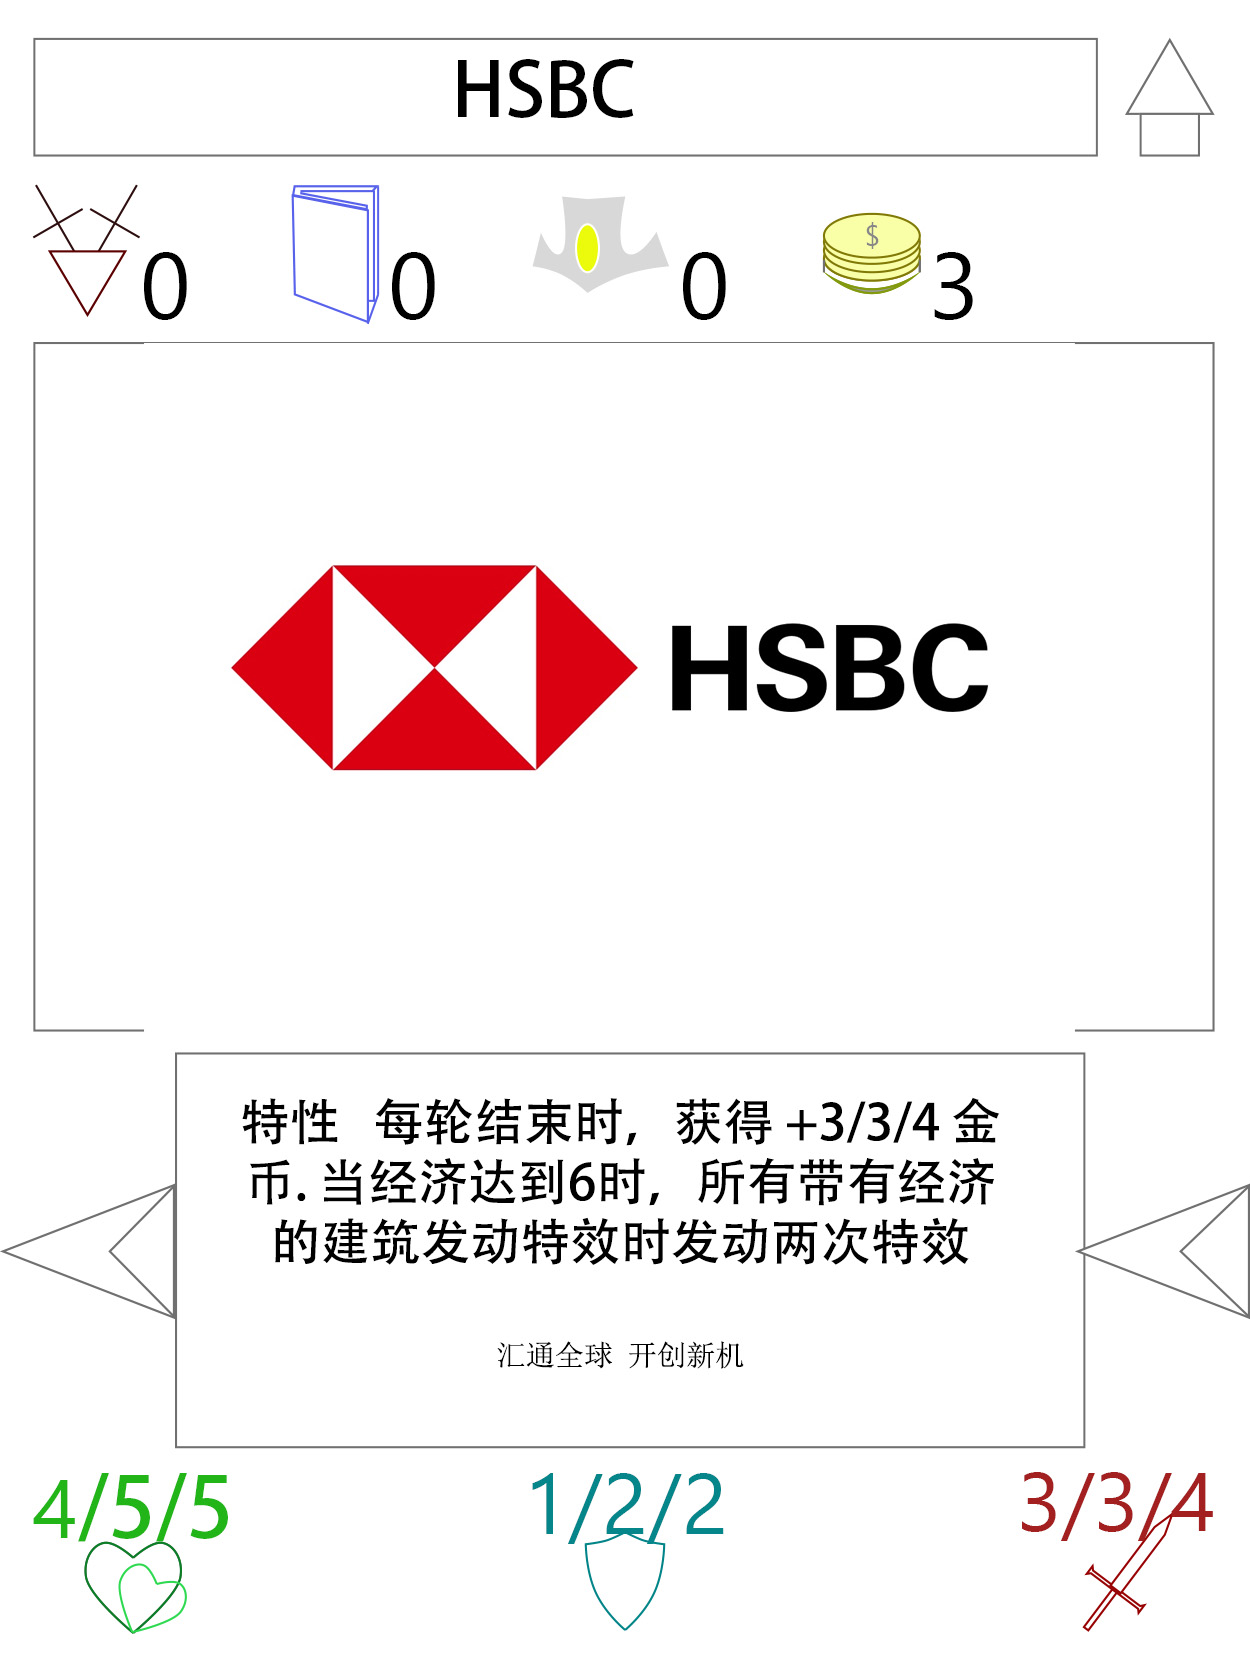 HSBC
0
0
0
$
3
HSBC
特性 每轮结束时, 获得 +3/3/4 金
币. 当经济达到6时, 所有带有经济
的建筑发动特效时发动两次特效
汇通全球 开创新机
4/5/5
1/2/2
3/3/4